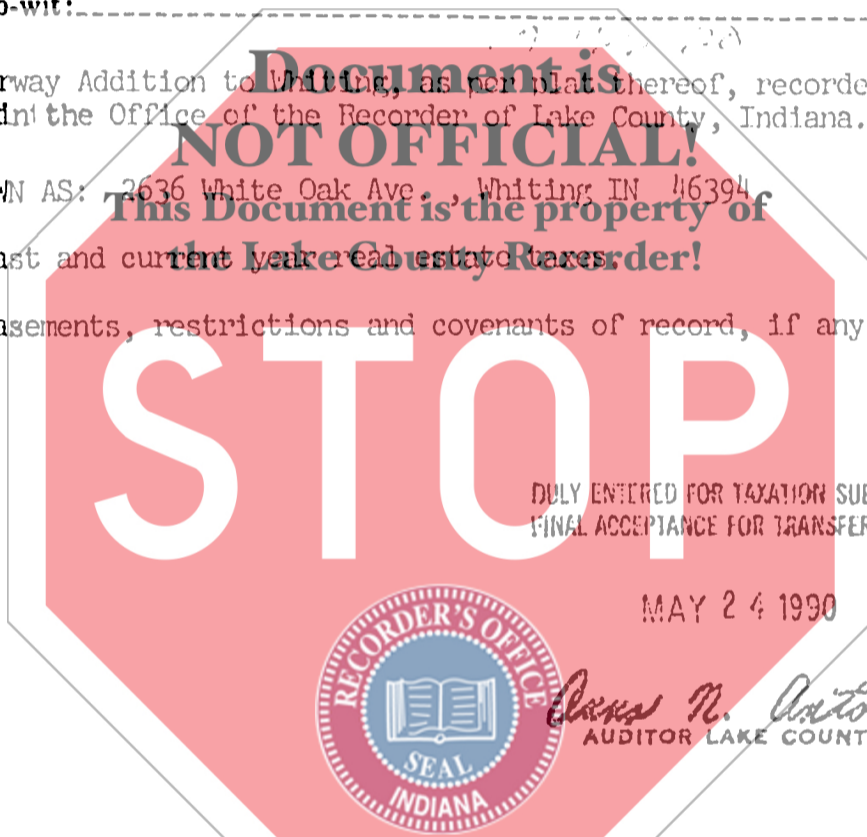 o-wit:
Document is
rway Addition to Whiting, as per plat thereof, recorde
in the Office of the Recorder of Lake County, Indiana.
NOT OFFICIAL!
WN AS: 2636 White Oak Ave., Whiting IN 46394
This Document is the property of
ast and current year real estate taxes.
the Lake County Recorder!
asements, restrictions and covenants of record, if any
STOP
DULY ENTERED FOR TAXATION SUB
FINAL ACCEPTANCE FOR TRANSFER
MAY 24 1990
RECORDER'S OFFICE
SEAL
INDIANA
Anna N. Anto
AUDITOR LAKE COUNT